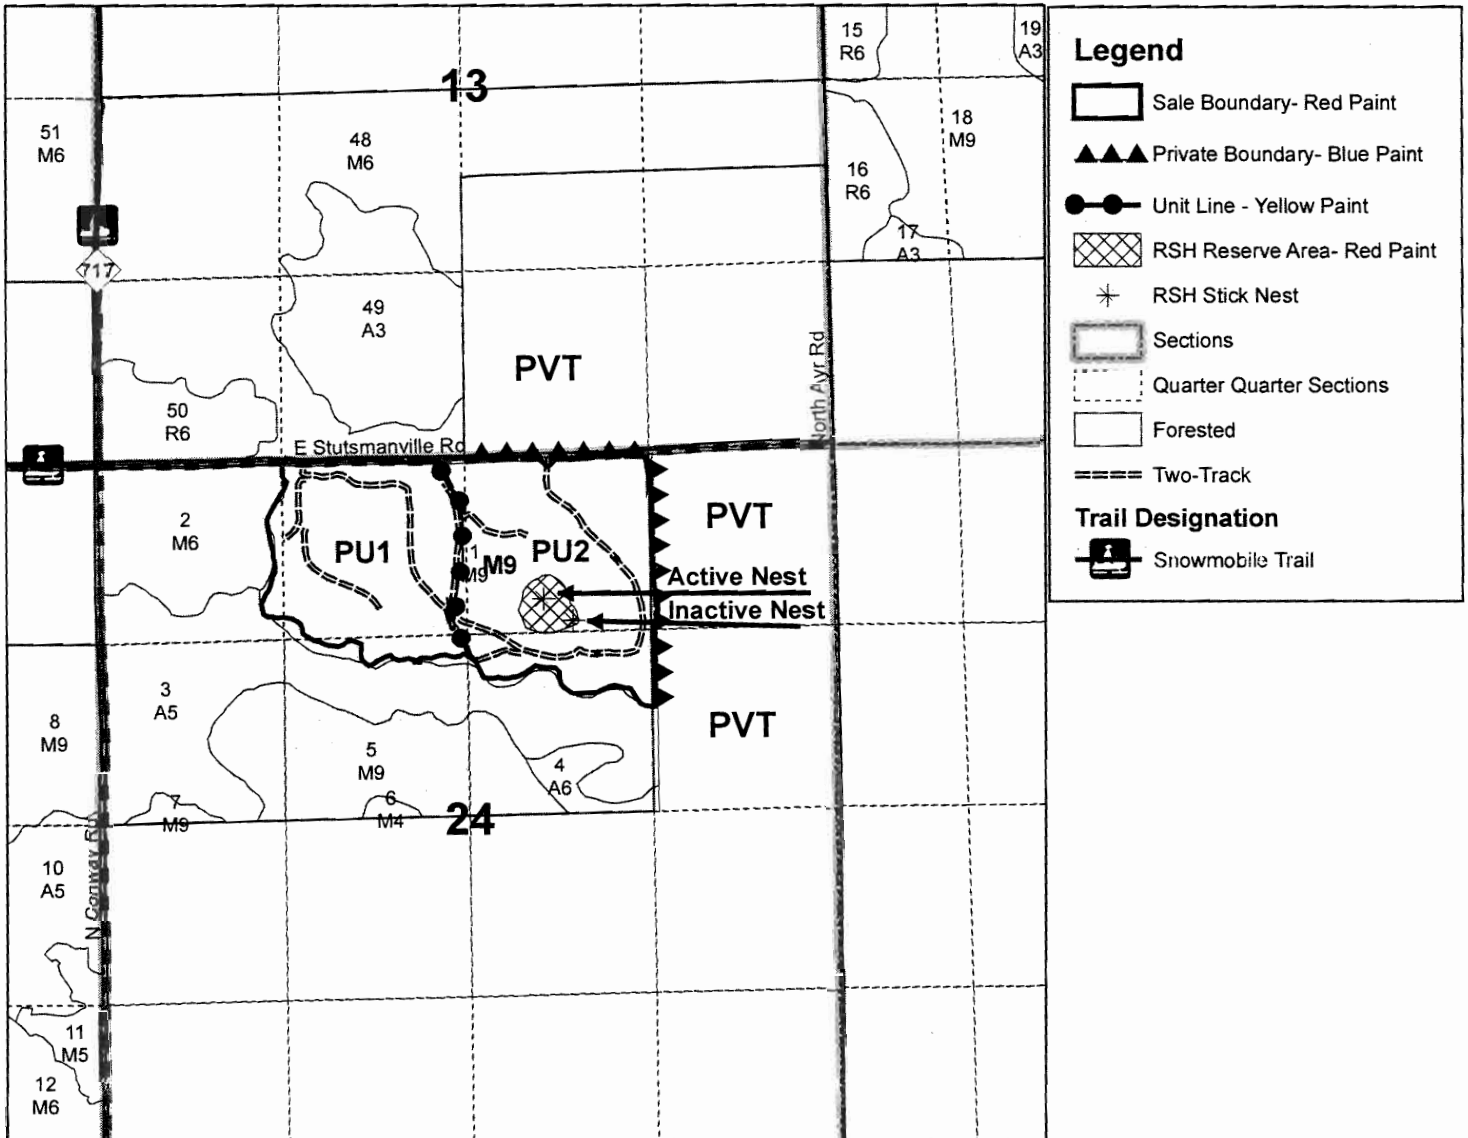 13
15
R6
19
A3
51
M6
48
M6
18
M9
16
R6
17
A3
717
49
A3
PVT
North Ayr Rd
50
R6
E Stutsmanville Rd
2
M6
PU1
1
M9
M9
PU2
PVT
Active Nest
Inactive Nest
3
A5
8
M9
PVT
5
M9
4
A6
7
M9
6
M4
24
N Conway Rd
10
A5
11
M5
12
M6
Legend
Sale Boundary- Red Paint
Private Boundary- Blue Paint
Unit Line - Yellow Paint
RSH Reserve Area- Red Paint
RSH Stick Nest
Sections
Quarter Quarter Sections
Forested
Two-Track
Trail Designation
Snowmobile Trail